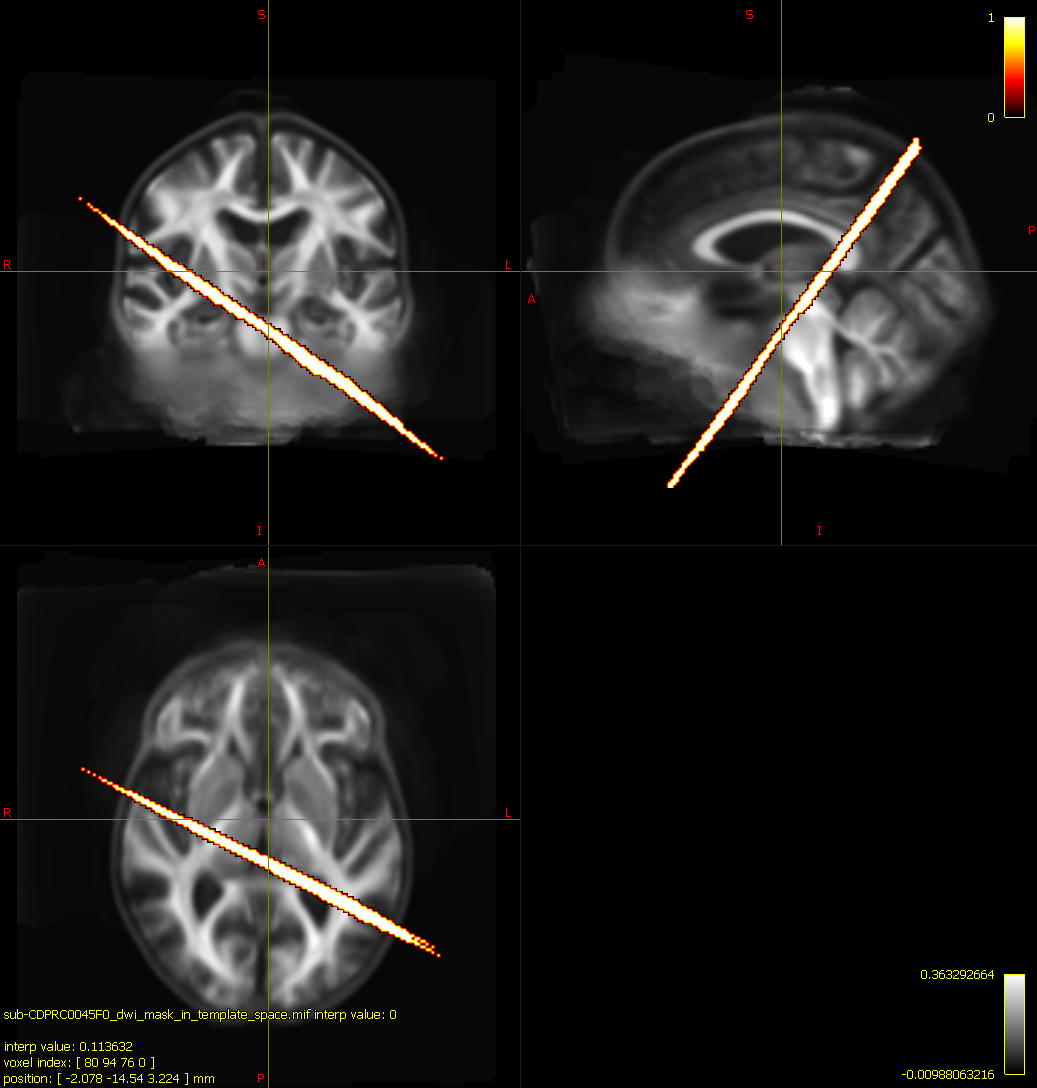 S
S
1
0
R
L
P
A
I
I
A
R
L
0.363292664
sub-CDPRC0045F0_dwi_mask_in_template_space.mif interp value: 0
interp value: 0.113632
voxel index: [ 80 94 76 0 ]
position: [ -2.078 -14.54 3.224 ] mm
P
-0.00988063216